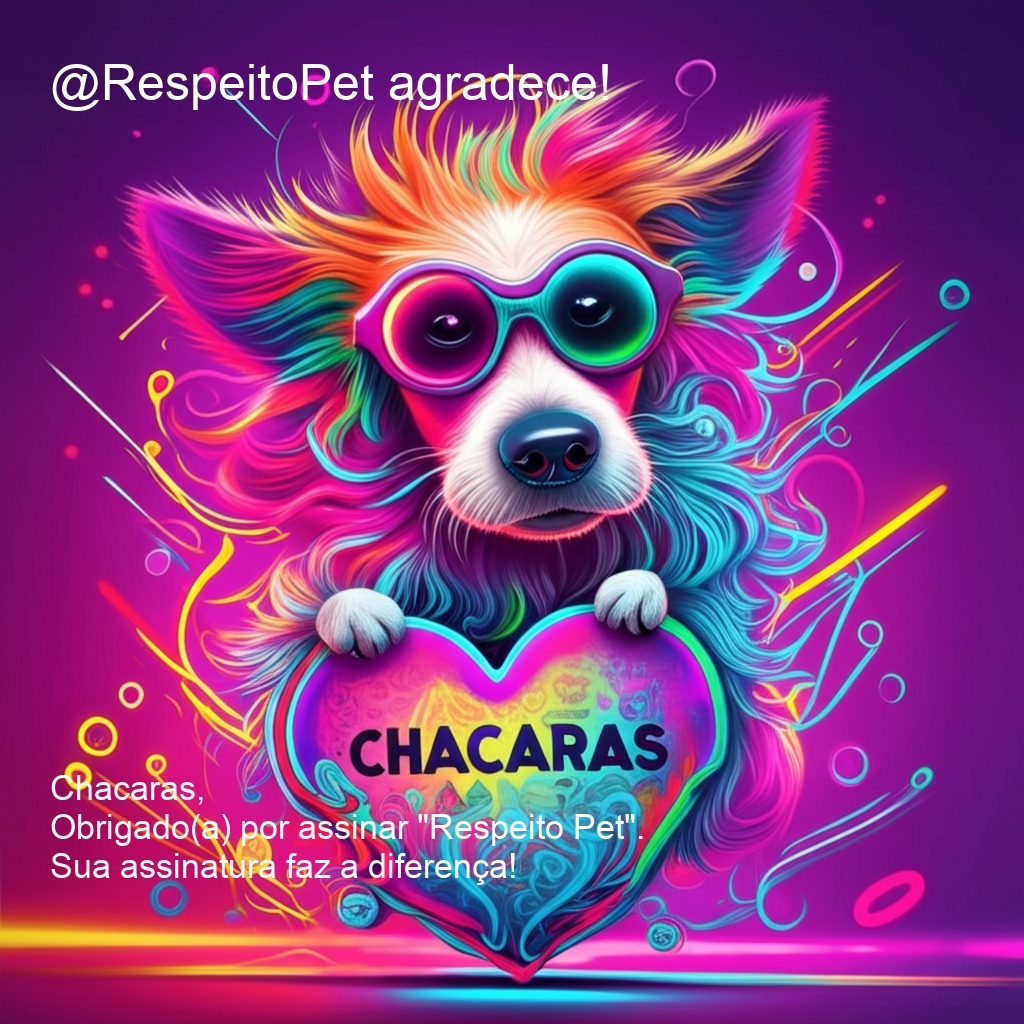 @RespeitoPet agradece!
CHACARAS
Chacaras,
Obrigado(a) por assinar "Respeito Pet".
Sua assinatura faz a diferença!